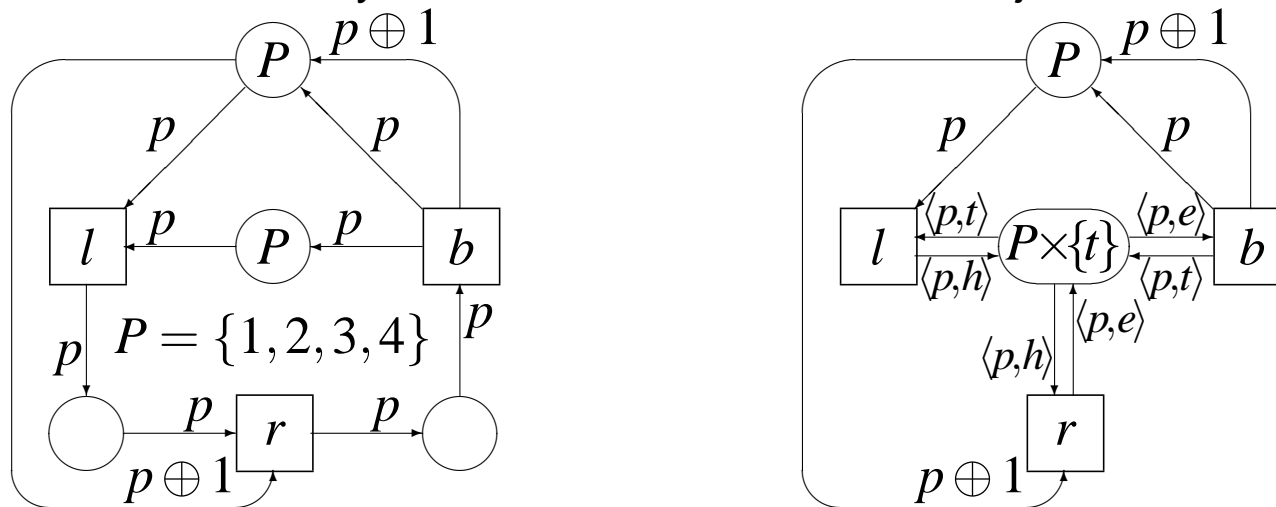 P
p ⊕ 1
p
p
l
p
P
p
b
p
P = {1, 2, 3, 4}
p
p
r
p
p ⊕ 1
P
p ⊕ 1
p
p
l
⟨p,t⟩
⟨p,h⟩
P×{t}
⟨p,e⟩
⟨p,t⟩
b
⟨p,h⟩
⟨p,e⟩
r
p ⊕ 1